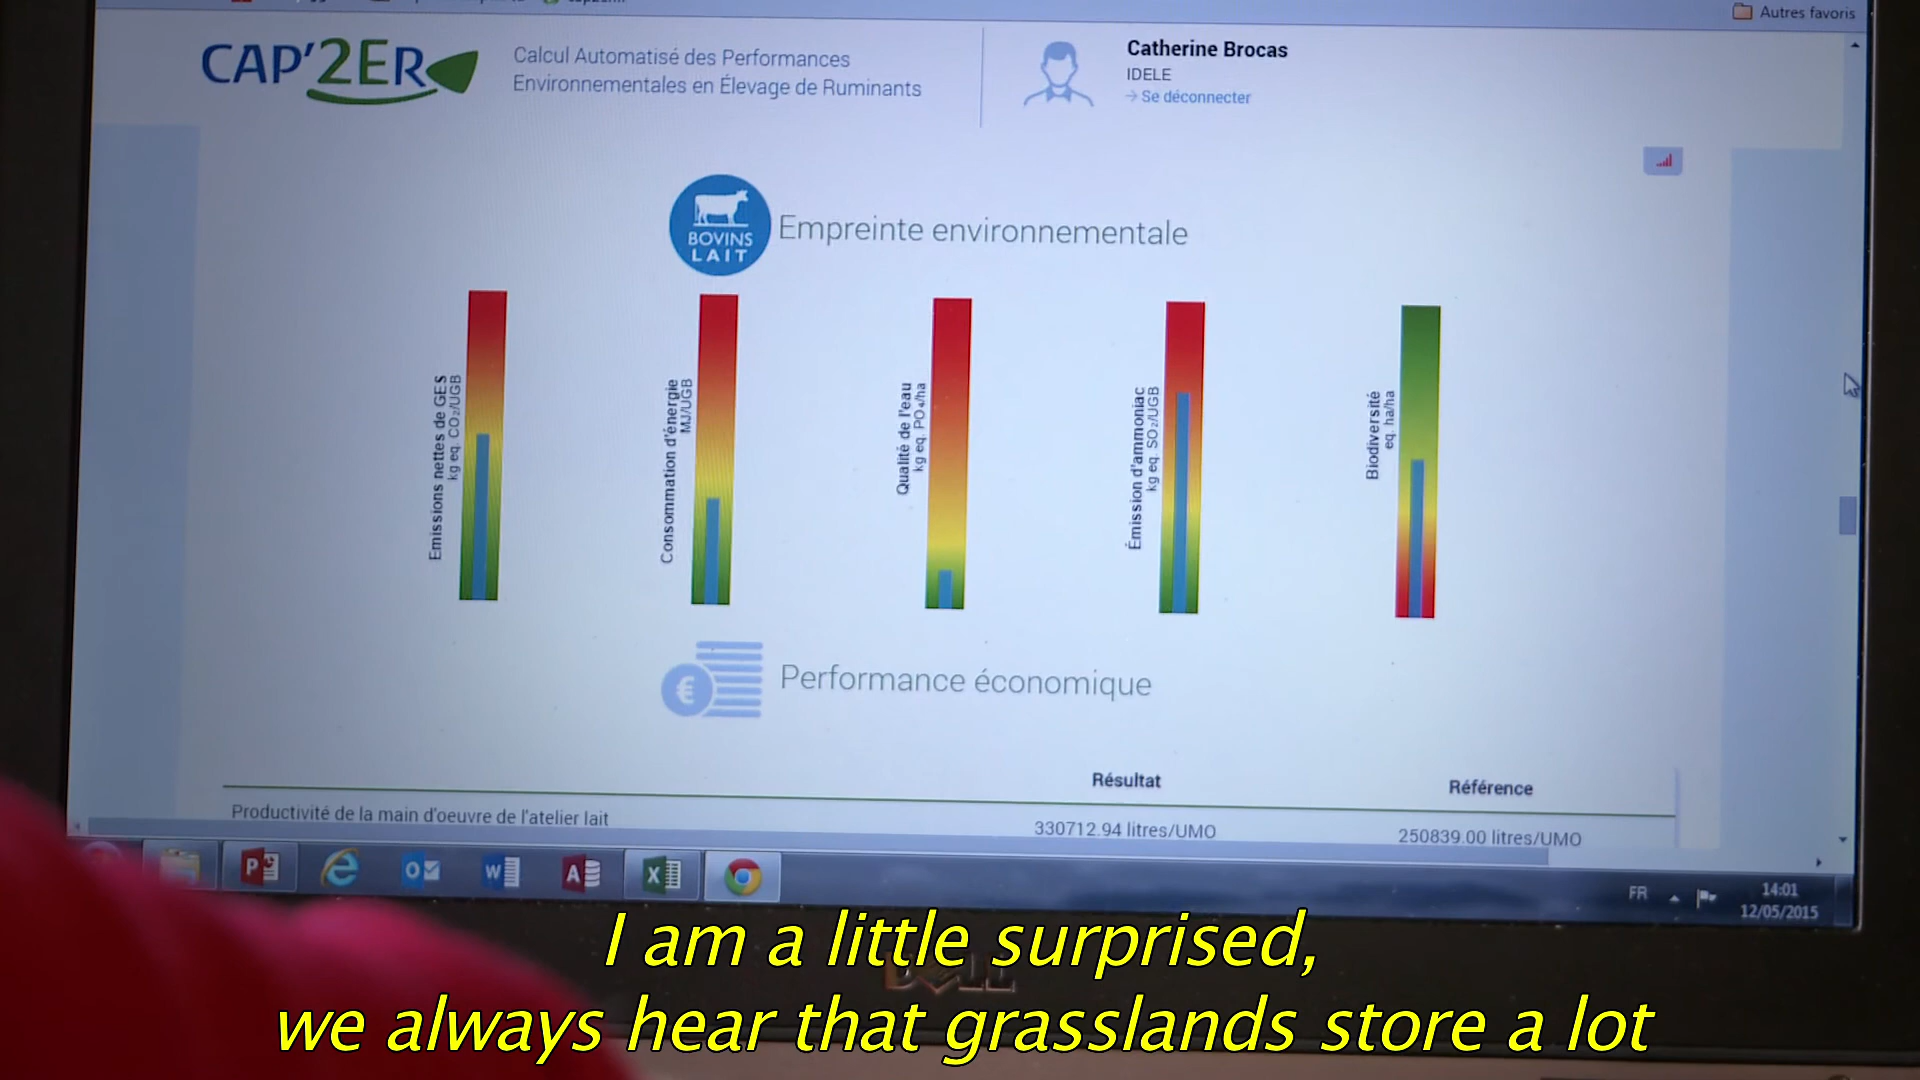 Autres favoris
CAP'2ER
Calcul Automatisé des Performances
Environnementales en Élevage de Ruminants
Catherine Brocas
IDELE
→ Se déconnecter
BOVINS
LAIT
Empreinte environnementale
Emissions nettes de GES
kg eq. CO₂/UGB
Consommation d'énergie
MJ/UGB
Qualité de l'eau
kg eq. PO₄/ha
Émission d'ammoniac
kg eq. SO₂/UGB
Biodiversité
eq. ha/ha
€
Performance économique
Résultat
Référence
Productivité de la main d'oeuvre de l'atelier lait
330712.94 litres/UMO
250839.00 litres/UMO
FR
14:01
12/05/2015
DELL
I am a little surprised,
we always hear that grasslands store a lot